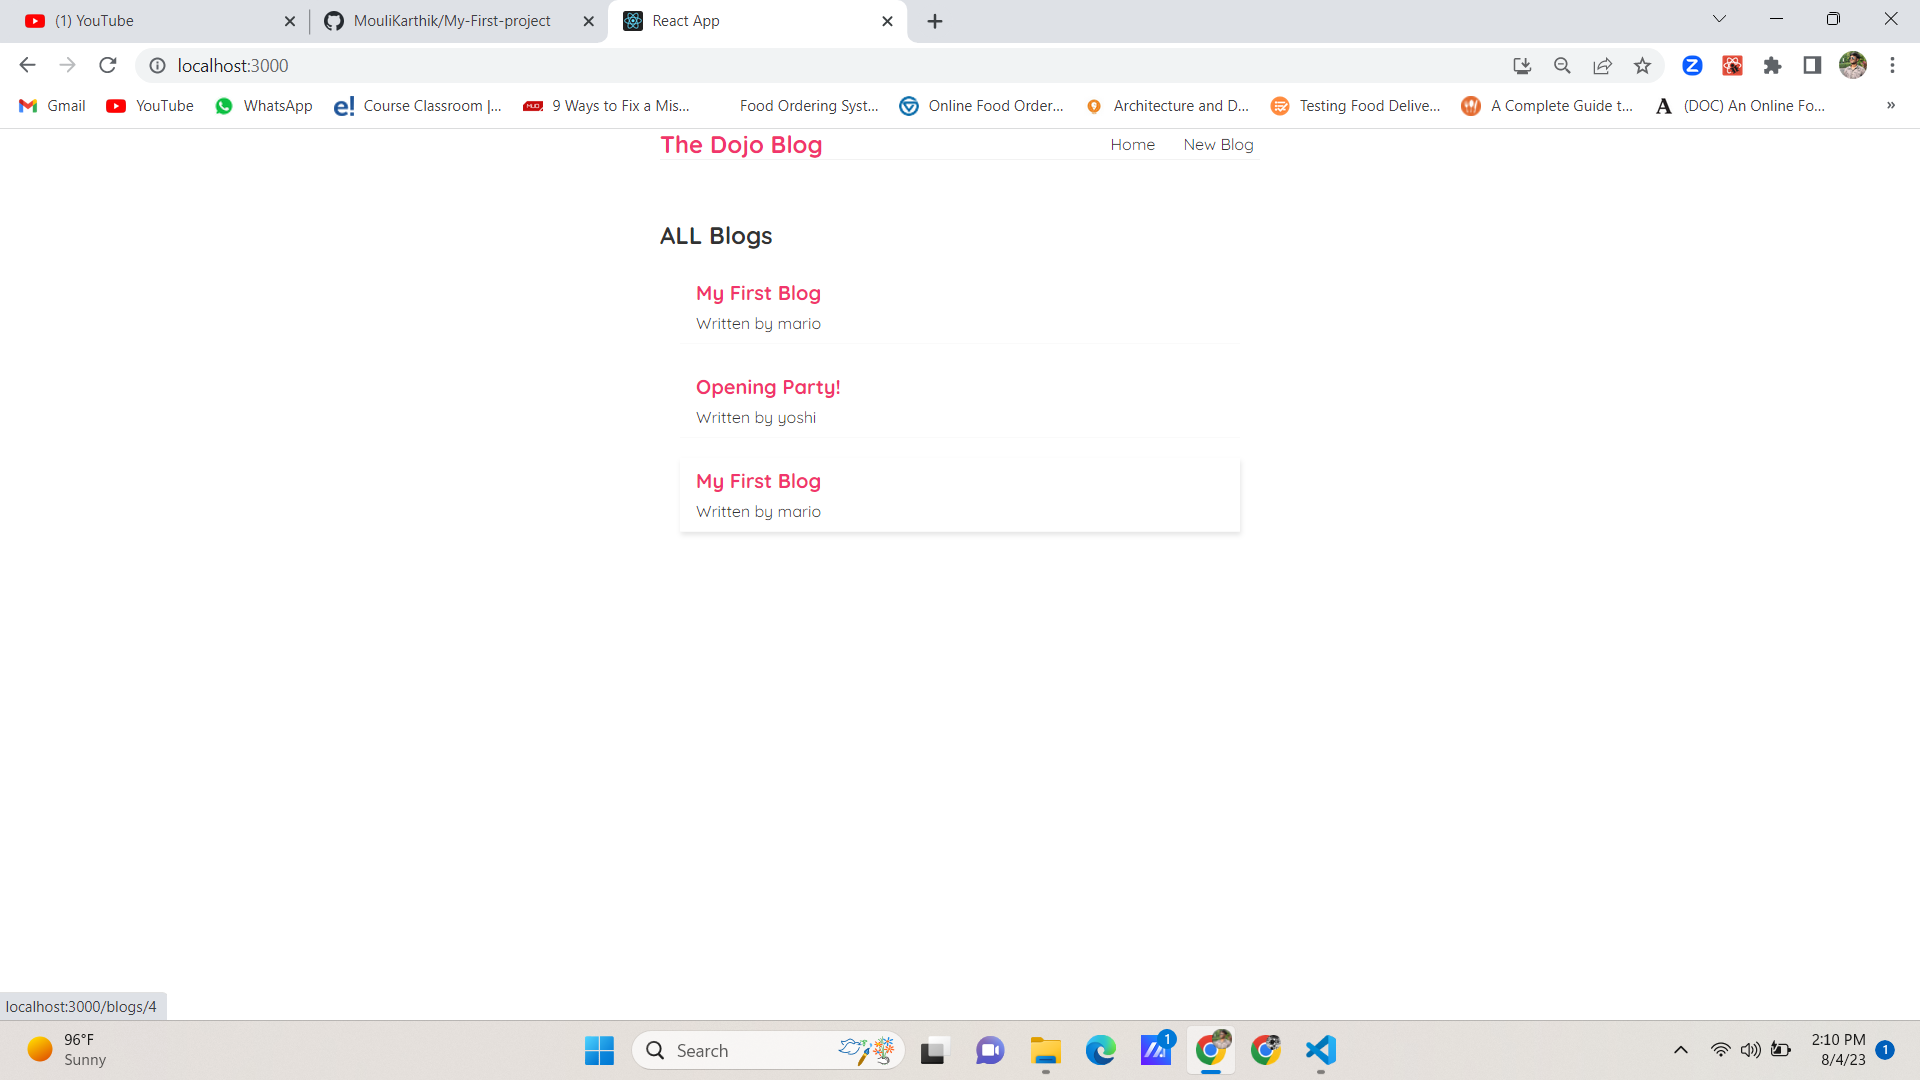 (1) YouTube
MouliKarthik/My-First-project
React App
localhost:3000
Gmail
YouTube
WhatsApp
Course Classroom |...
9 Ways to Fix a Mis...
Food Ordering Syst...
Online Food Order...
Architecture and D...
Testing Food Delive...
A Complete Guide t...
(DOC) An Online Fo...
The Dojo Blog
Home
New Blog
ALL Blogs
My First Blog
Written by mario
Opening Party!
Written by yoshi
My First Blog
Written by mario
localhost:3000/blogs/4
96°F
Sunny
Search
1
2:10 PM
8/4/23
1